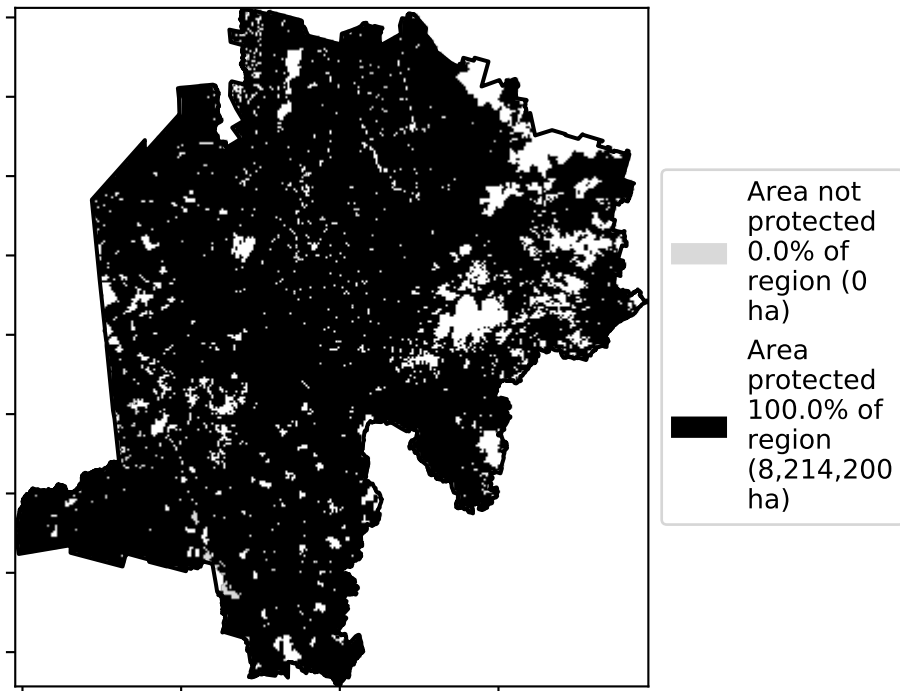 Area not
protected
0.0% of
region (0
ha)
Area
protected
100.0% of
region
(8,214,200
ha)